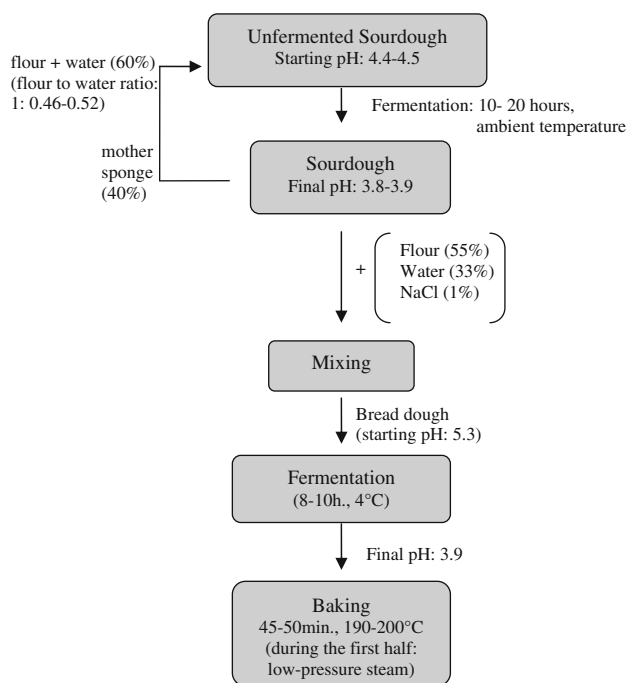 Unfermented Sourdough
Starting pH: 4.4-4.5
flour + water (60%)
(flour to water ratio:
1: 0.46-0.52)
Fermentation: 10- 20 hours,
ambient temperature
mother
sponge
(40%)
Sourdough
Final pH: 3.8-3.9
+
Flour (55%)
Water (33%)
NaCl (1%)
Mixing
Bread dough
(starting pH: 5.3)
Fermentation
(8-10h., 4°C)
Final pH: 3.9
Baking
45-50min., 190-200°C
(during the first half:
low-pressure steam)